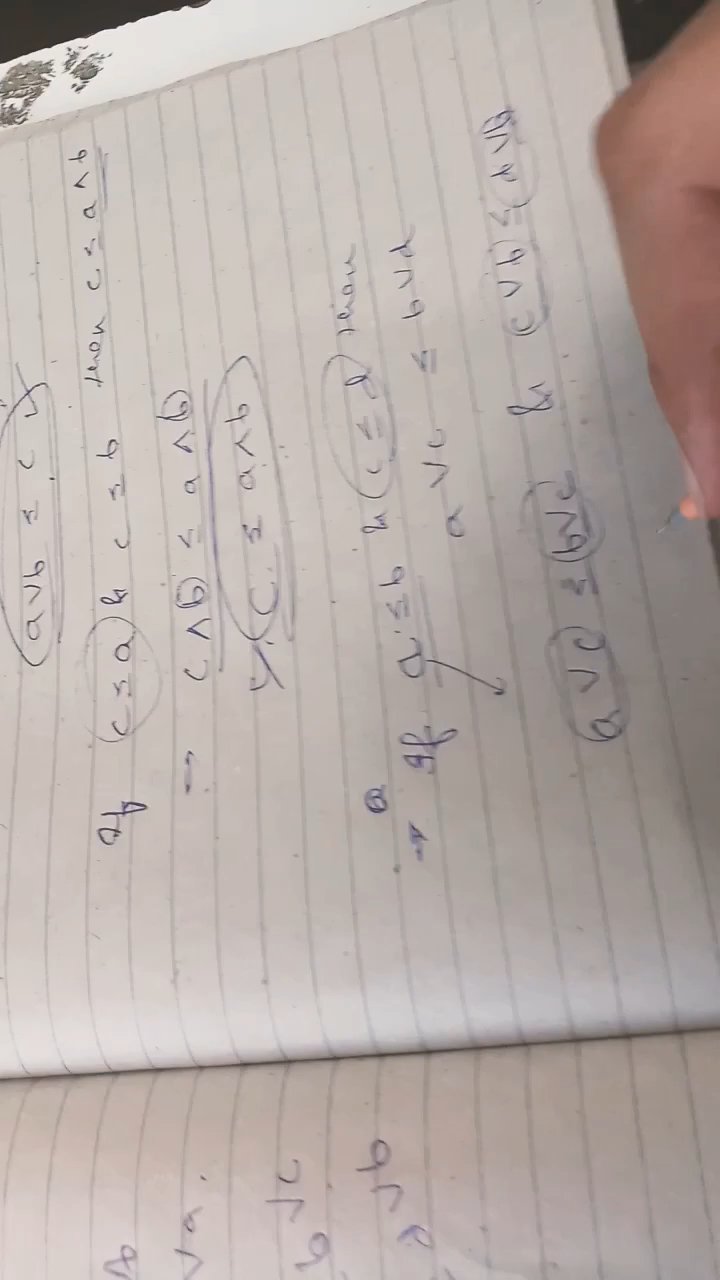 a∨b ≤ c
If c ≤ a & c ≤ b then c ≤ a∧b
c∧b ≤ a∧b
c ≤ a∧b
→ If a ≤ b & c ≤ d then
a∨c ≤ b∨d
a∨c ≤ b∨c & c∨b ≤ d∨b
b∨c